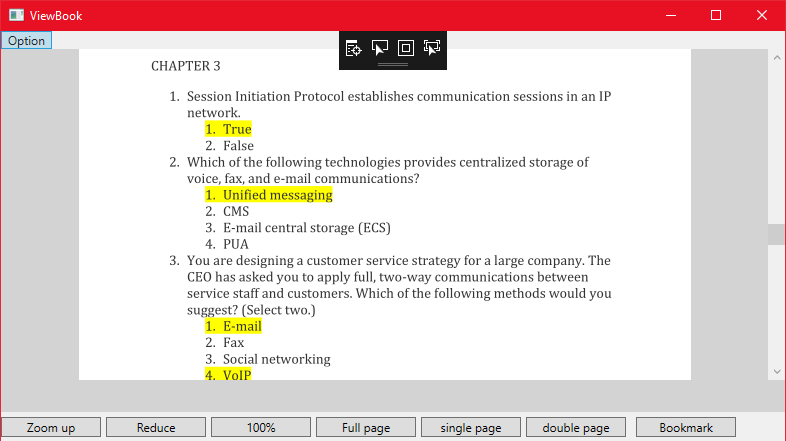 ViewBook
Option
CHAPTER 3
1. Session Initiation Protocol establishes communication sessions in an IP
network.
1. True
2. False
2. Which of the following technologies provides centralized storage of
voice, fax, and e-mail communications?
1. Unified messaging
2. CMS
3. E-mail central storage (ECS)
4. PUA
3. You are designing a customer service strategy for a large company. The
CEO has asked you to apply full, two-way communications between
service staff and customers. Which of the following methods would you
suggest? (Select two.)
1. E-mail
2. Fax
3. Social networking
4. VoIP
Zoom up Reduce 100% Full page single page double page Bookmark